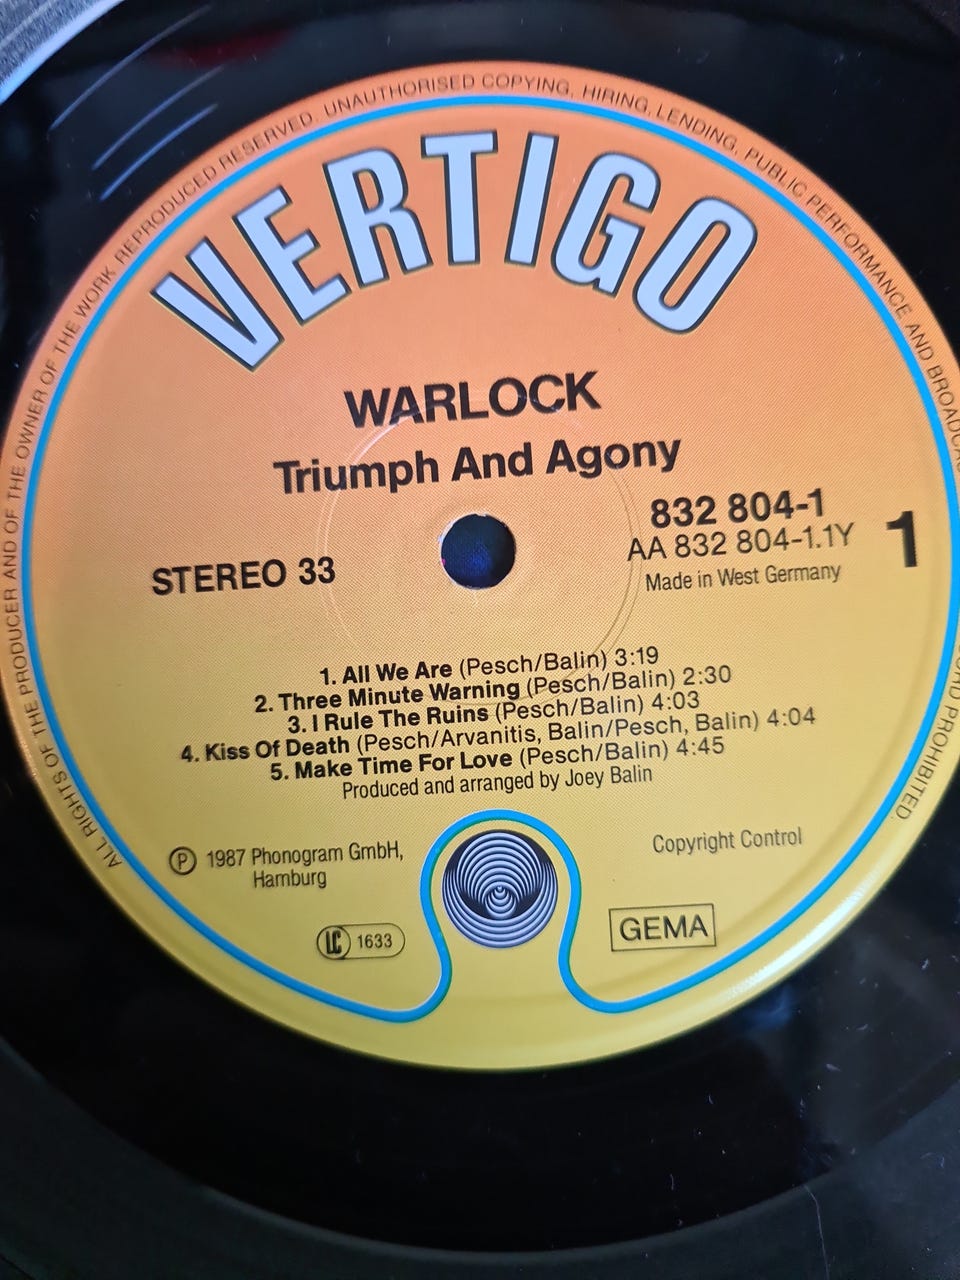 ALL RIGHTS OF THE PRODUCER AND OF THE OWNER OF THE WORK REPRODUCED RESERVED. UNAUTHORISED COPYING, HIRING, LENDING, PUBLIC PERFORMANCE AND BROADCAS
ORD PROHIBITED.
VERTIGO
WARLOCK
Triumph And Agony
832 804-1
AA 832 804-1.1Y
1
STEREO 33
Made in West Germany
1. All We Are (Pesch/Balin) 3:19
2. Three Minute Warning (Pesch/Balin) 2:30
3. I Rule The Ruins (Pesch/Balin) 4:03
4. Kiss Of Death (Pesch/Arvanitis, Balin/Pesch, Balin) 4:04
5. Make Time For Love (Pesch/Balin) 4:45
Produced and arranged by Joey Balin
Ⓟ 1987 Phonogram GmbH,
Hamburg
Copyright Control
LC 1633
GEMA